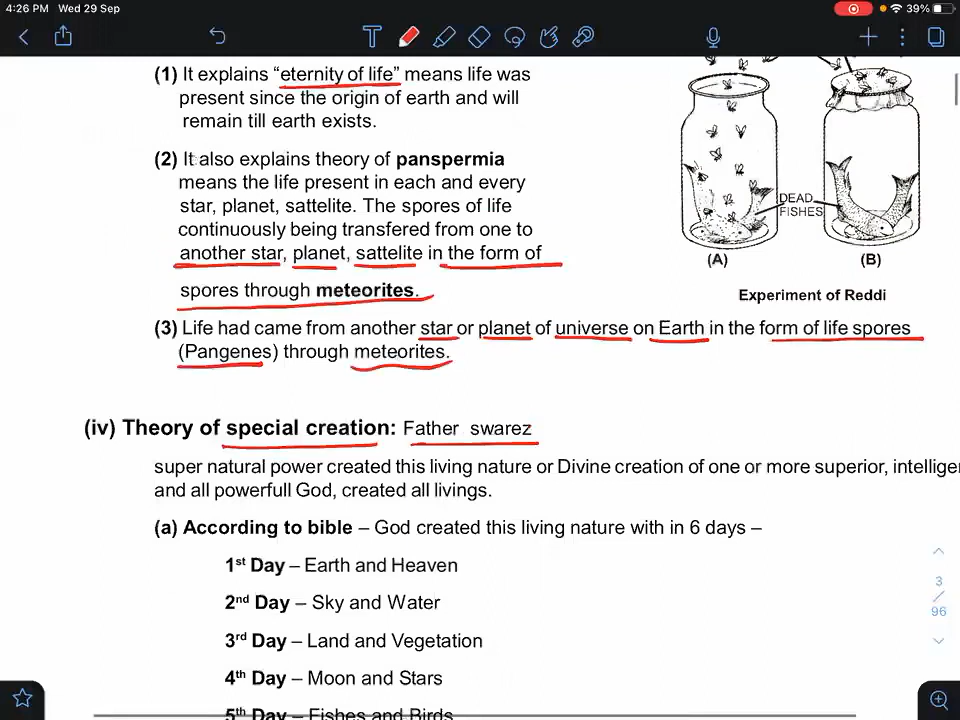 4:26 PM Wed 29 Sep
39%
(1) It explains “eternity of life” means life was
present since the origin of earth and will
remain till earth exists.
(2) It also explains theory of panspermia
means the life present in each and every
star, planet, sattelite. The spores of life
continuously being transfered from one to
another star, planet, sattelite in the form of
spores through meteorites.
DEAD
FISHES
(A) (B)
Experiment of Reddi
(3) Life had came from another star or planet of universe on Earth in the form of life spores
(Pangenes) through meteorites.
(iv) Theory of special creation: Father swarez
super natural power created this living nature or Divine creation of one or more superior, intelliger
and all powerfull God, created all livings.
(a) According to bible – God created this living nature with in 6 days –
1st Day – Earth and Heaven
2nd Day – Sky and Water
3rd Day – Land and Vegetation
4th Day – Moon and Stars
5th Day – Fishes and Birds
3
96